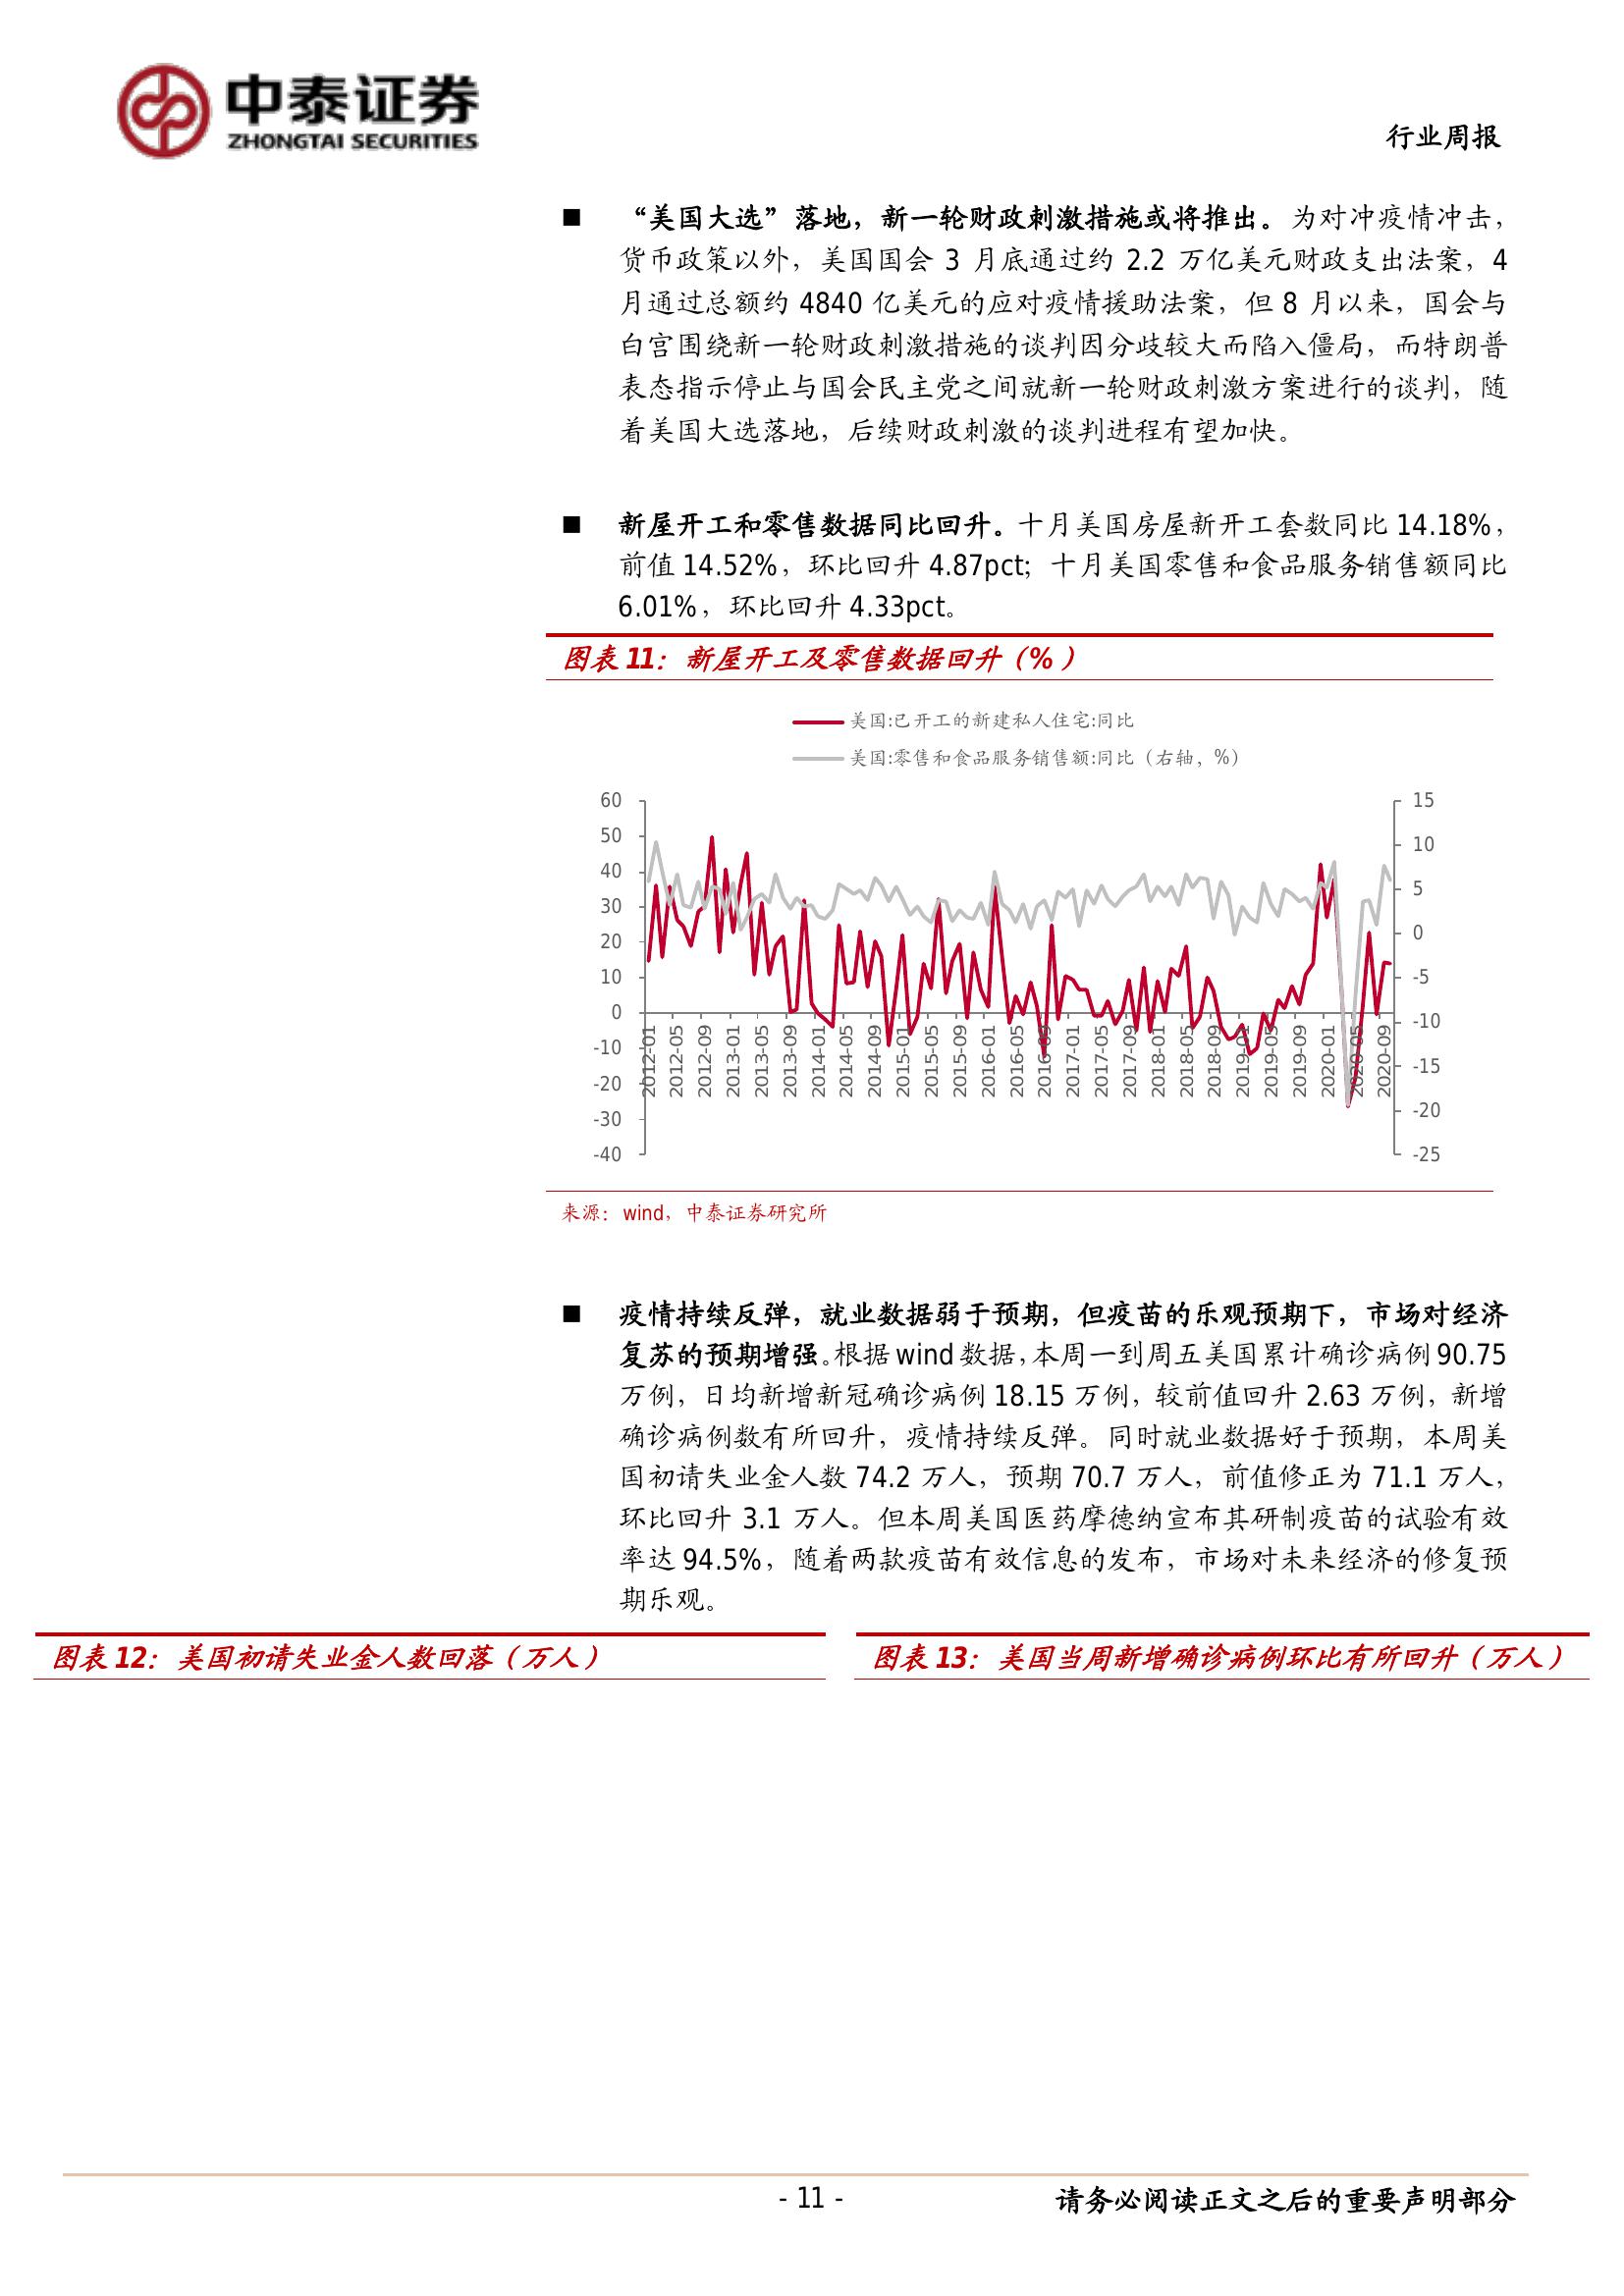 中泰证券
ZHONGTAI SECURITIES
行业周报
■ “美国大选”落地，新一轮财政刺激措施或将推出。为对冲疫情冲击，
货币政策以外，美国国会 3 月底通过约 2.2 万亿美元财政支出法案，4
月通过总额约 4840 亿美元的应对疫情援助法案，但 8 月以来，国会与
白宫围绕新一轮财政刺激措施的谈判因分歧较大而陷入僵局，而特朗普
表态指示停止与国会民主党之间就新一轮财政刺激方案进行的谈判，随
着美国大选落地，后续财政刺激的谈判进程有望加快。
■ 新屋开工和零售数据同比回升。十月美国房屋新开工套数同比 14.18%，
前值 14.52%，环比回升 4.87pct；十月美国零售和食品服务销售额同比
6.01%，环比回升 4.33pct。
图表 11：新屋开工及零售数据回升（%）
美国:已开工的新建私人住宅:同比
美国:零售和食品服务销售额:同比（右轴，%）
60
50
40
30
20
10
0
-10
-20
-30
-40
15
10
5
0
-5
-10
-15
-20
-25
2012-01
2012-05
2012-09
2013-01
2013-05
2013-09
2014-01
2014-05
2014-09
2015-01
2015-05
2015-09
2016-01
2016-05
2016-09
2017-01
2017-05
2017-09
2018-01
2018-05
2018-09
2019-01
2019-05
2019-09
2020-01
2020-05
2020-09
来源：wind，中泰证券研究所
■ 疫情持续反弹，就业数据弱于预期，但疫苗的乐观预期下，市场对经济
复苏的预期增强。根据 wind 数据，本周一到周五美国累计确诊病例 90.75
万例，日均新增新冠确诊病例 18.15 万例，较前值回升 2.63 万例，新增
确诊病例数有所回升，疫情持续反弹。同时就业数据好于预期，本周美
国初请失业金人数 74.2 万人，预期 70.7 万人，前值修正为 71.1 万人，
环比回升 3.1 万人。但本周美国医药摩德纳宣布其研制疫苗的试验有效
率达 94.5%，随着两款疫苗有效信息的发布，市场对未来经济的修复预
期乐观。
图表 12：美国初请失业金人数回落（万人）
图表 13：美国当周新增确诊病例环比有所回升（万人）
- 11 -
请务必阅读正文之后的重要声明部分